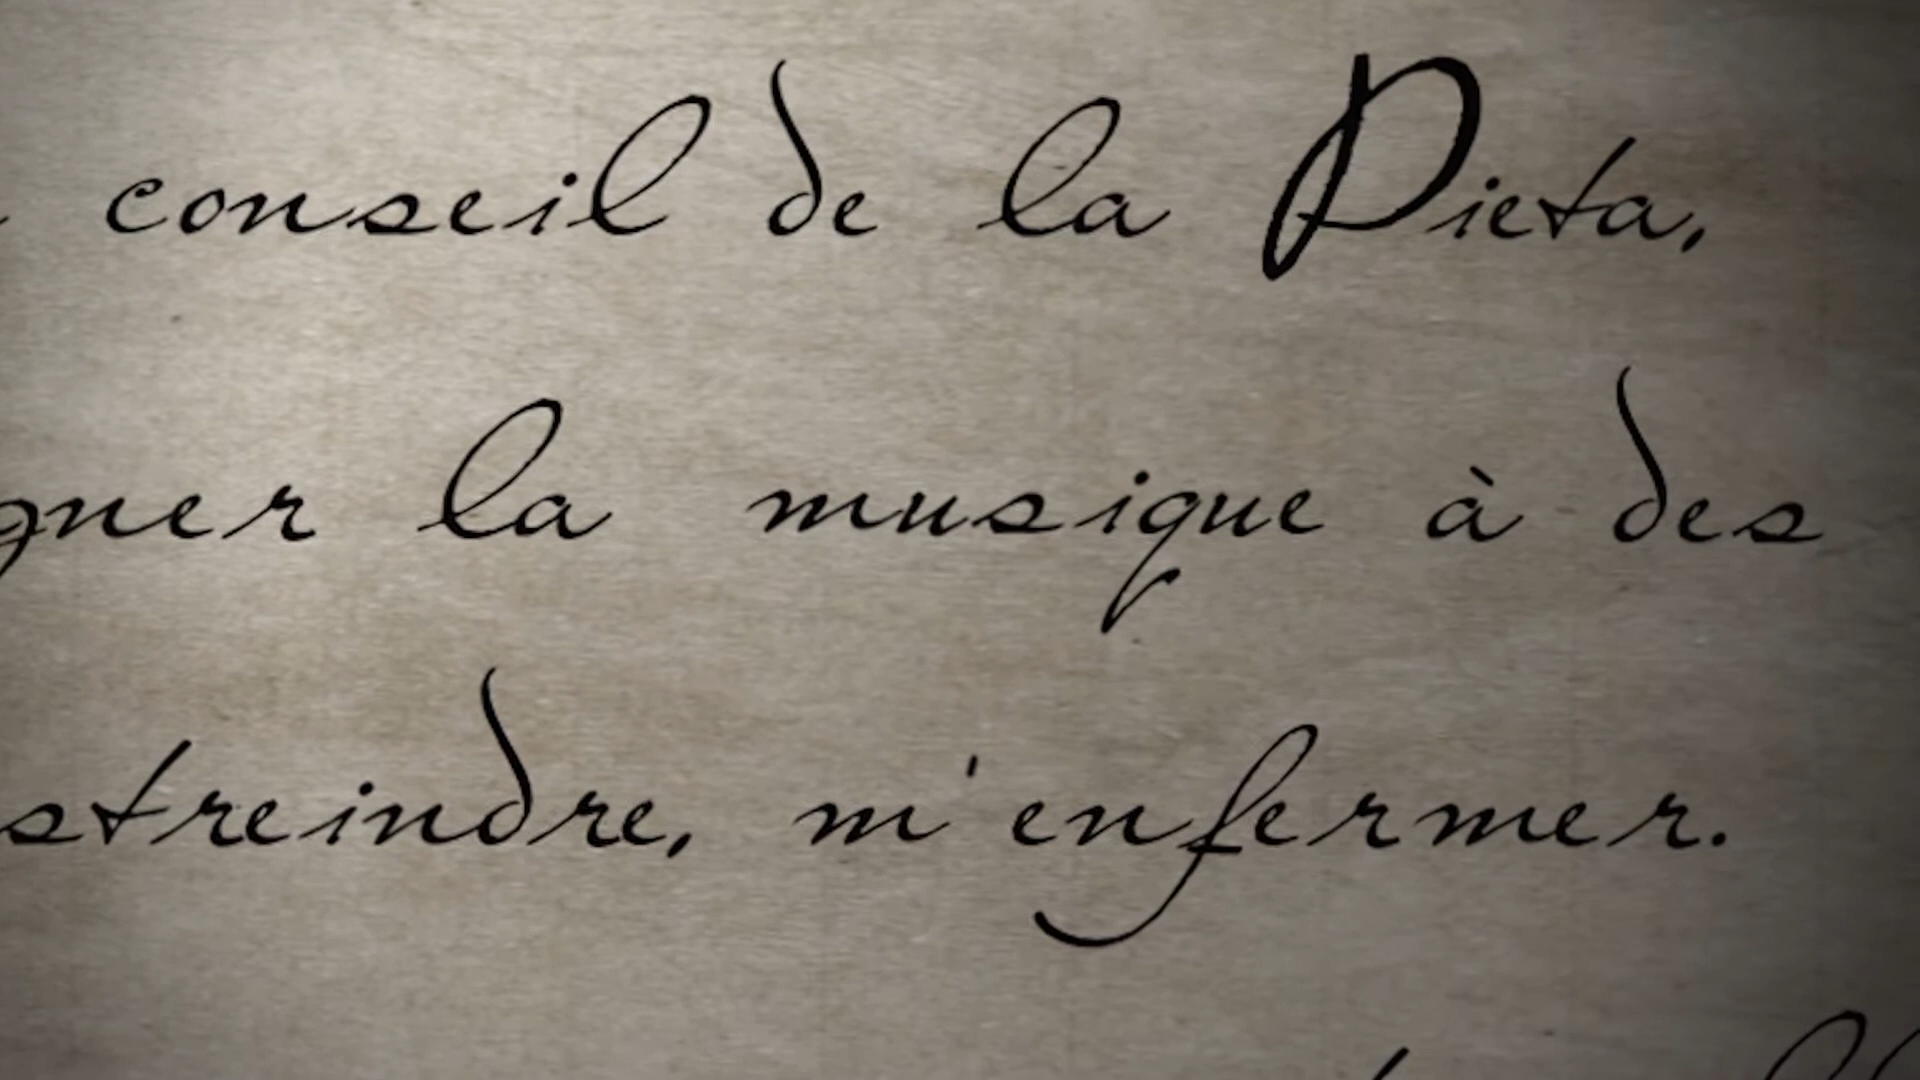 conseil de la Pieta,
gner la musique à des
streindre, m'enfermer.